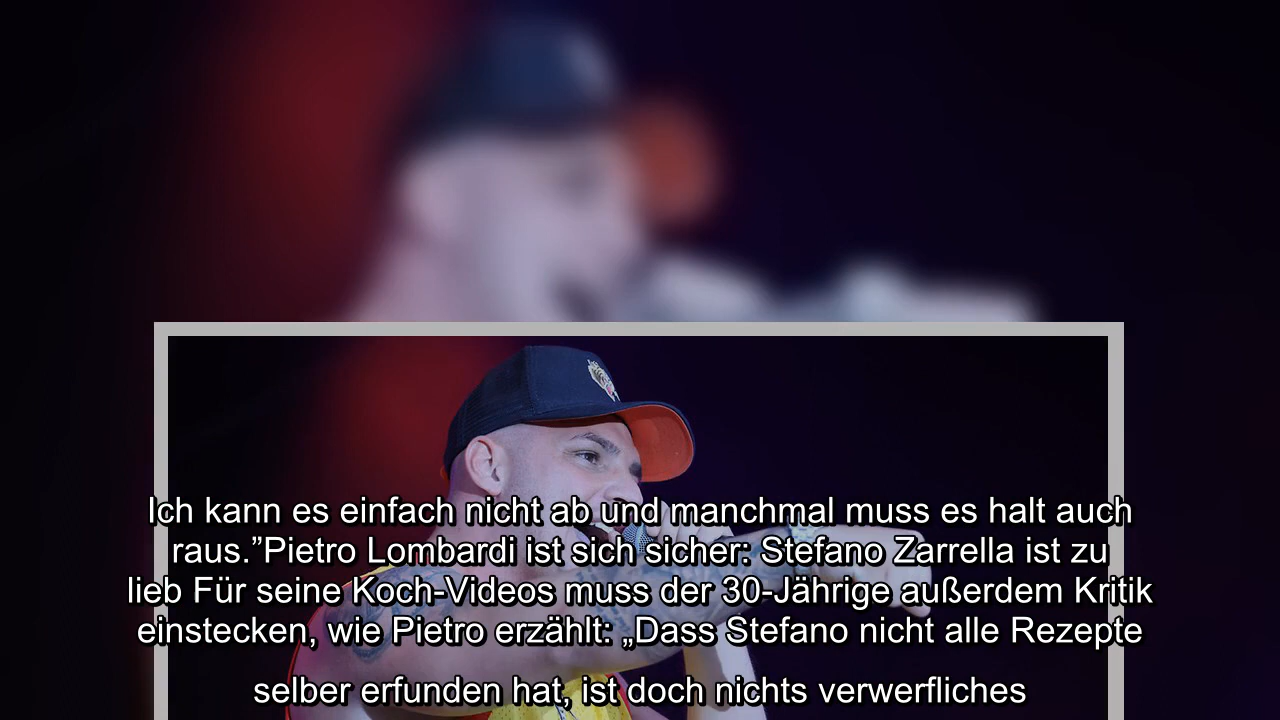 Ich kann es einfach nicht ab und manchmal muss es halt auch
raus.”Pietro Lombardi ist sich sicher: Stefano Zarrella ist zu
lieb Für seine Koch-Videos muss der 30-Jährige außerdem Kritik
einstecken, wie Pietro erzählt: „Dass Stefano nicht alle Rezepte
selber erfunden hat, ist doch nichts verwerfliches